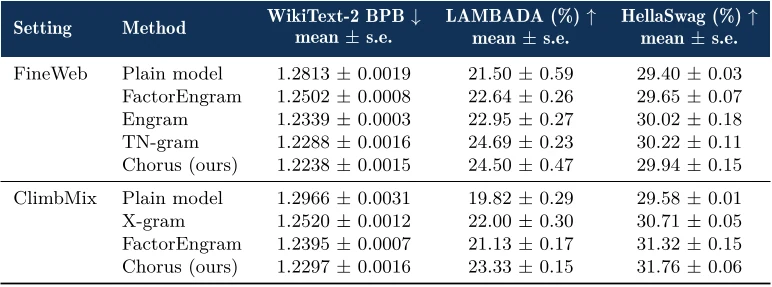 Setting Method WikiText-2 BPB ↓ mean ± s.e. LAMBADA (%) ↑ mean ± s.e. HellaSwag (%) ↑ mean ± s.e.
FineWeb Plain model 1.2813 ± 0.0019 21.50 ± 0.59 29.40 ± 0.03
FactorEngram 1.2502 ± 0.0008 22.64 ± 0.26 29.65 ± 0.07
Engram 1.2339 ± 0.0003 22.95 ± 0.27 30.02 ± 0.18
TN-gram 1.2288 ± 0.0016 24.69 ± 0.23 30.22 ± 0.11
Chorus (ours) 1.2238 ± 0.0015 24.50 ± 0.47 29.94 ± 0.15
ClimbMix Plain model 1.2966 ± 0.0031 19.82 ± 0.29 29.58 ± 0.01
X-gram 1.2520 ± 0.0012 22.00 ± 0.30 30.71 ± 0.05
FactorEngram 1.2395 ± 0.0007 21.13 ± 0.17 31.32 ± 0.15
Chorus (ours) 1.2297 ± 0.0016 23.33 ± 0.15 31.76 ± 0.06